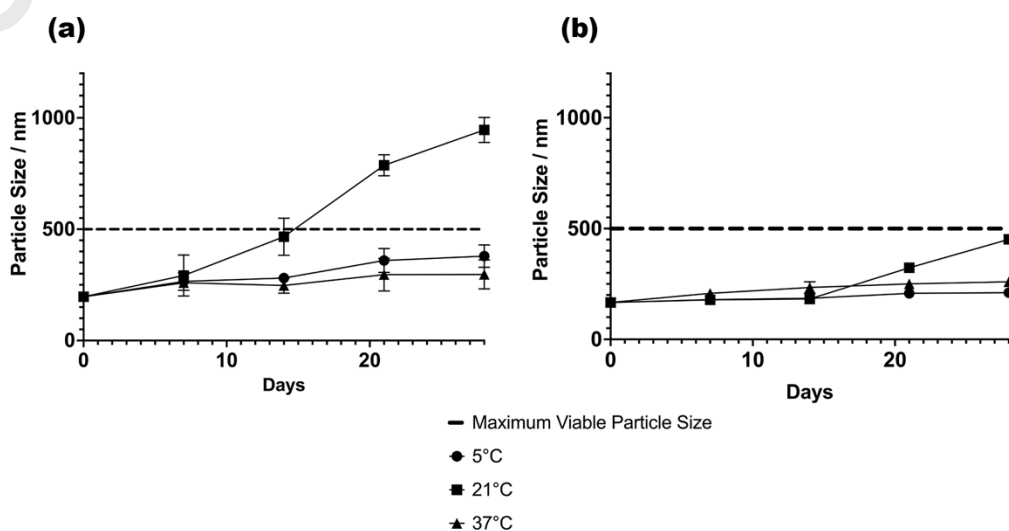 (a)
(b)
Particle Size / nm
1000
500
0
0
10
20
Days
Particle Size / nm
1000
500
0
0
10
20
Days
Maximum Viable Particle Size
5°C
21°C
37°C